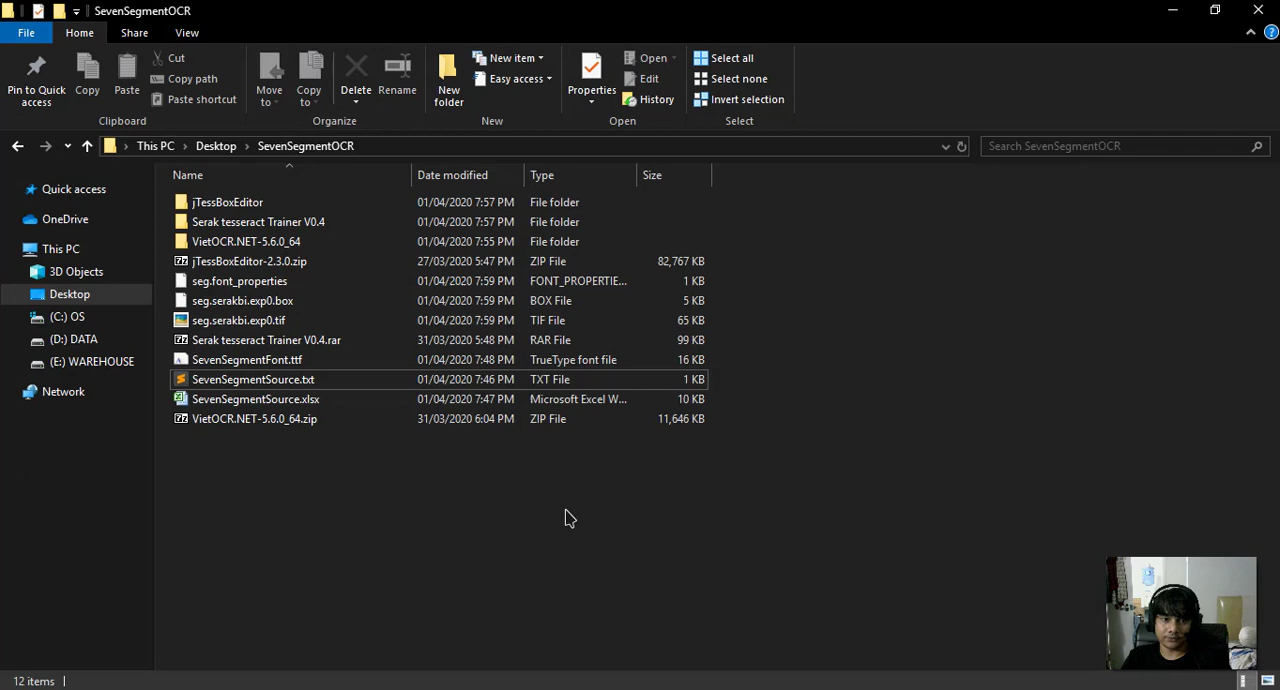 SevenSegmentOCR
File Home Share View
Pin to Quick access
Copy
Paste
Cut
Copy path
Paste shortcut
Clipboard
Move to
Copy to
Delete
Rename
Organize
New folder
New item
Easy access
New
Properties
Open
Edit
History
Open
Select all
Select none
Invert selection
Select
This PC > Desktop > SevenSegmentOCR
Search SevenSegmentOCR
Quick access
OneDrive
This PC
3D Objects
Desktop
(C:) OS
(D:) DATA
(E:) WAREHOUSE
Network
Name Date modified Type Size
jTessBoxEditor 01/04/2020 7:57 PM File folder
Serak tesseract Trainer V0.4 01/04/2020 7:57 PM File folder
VietOCR.NET-5.6.0_64 01/04/2020 7:55 PM File folder
jTessBoxEditor-2.3.0.zip 27/03/2020 5:47 PM ZIP File 82,767 KB
seg.font_properties 01/04/2020 7:59 PM FONT_PROPERTIE... 1 KB
seg.serakbi.exp0.box 01/04/2020 7:59 PM BOX File 5 KB
seg.serakbi.exp0.tif 01/04/2020 7:59 PM TIF File 65 KB
Serak tesseract Trainer V0.4.rar 31/03/2020 5:48 PM RAR File 99 KB
SevenSegmentFont.ttf 01/04/2020 7:48 PM TrueType font file 16 KB
SevenSegmentSource.txt 01/04/2020 7:46 PM TXT File 1 KB
SevenSegmentSource.xlsx 01/04/2020 7:47 PM Microsoft Excel W... 10 KB
VietOCR.NET-5.6.0_64.zip 31/03/2020 6:04 PM ZIP File 11,646 KB
12 items